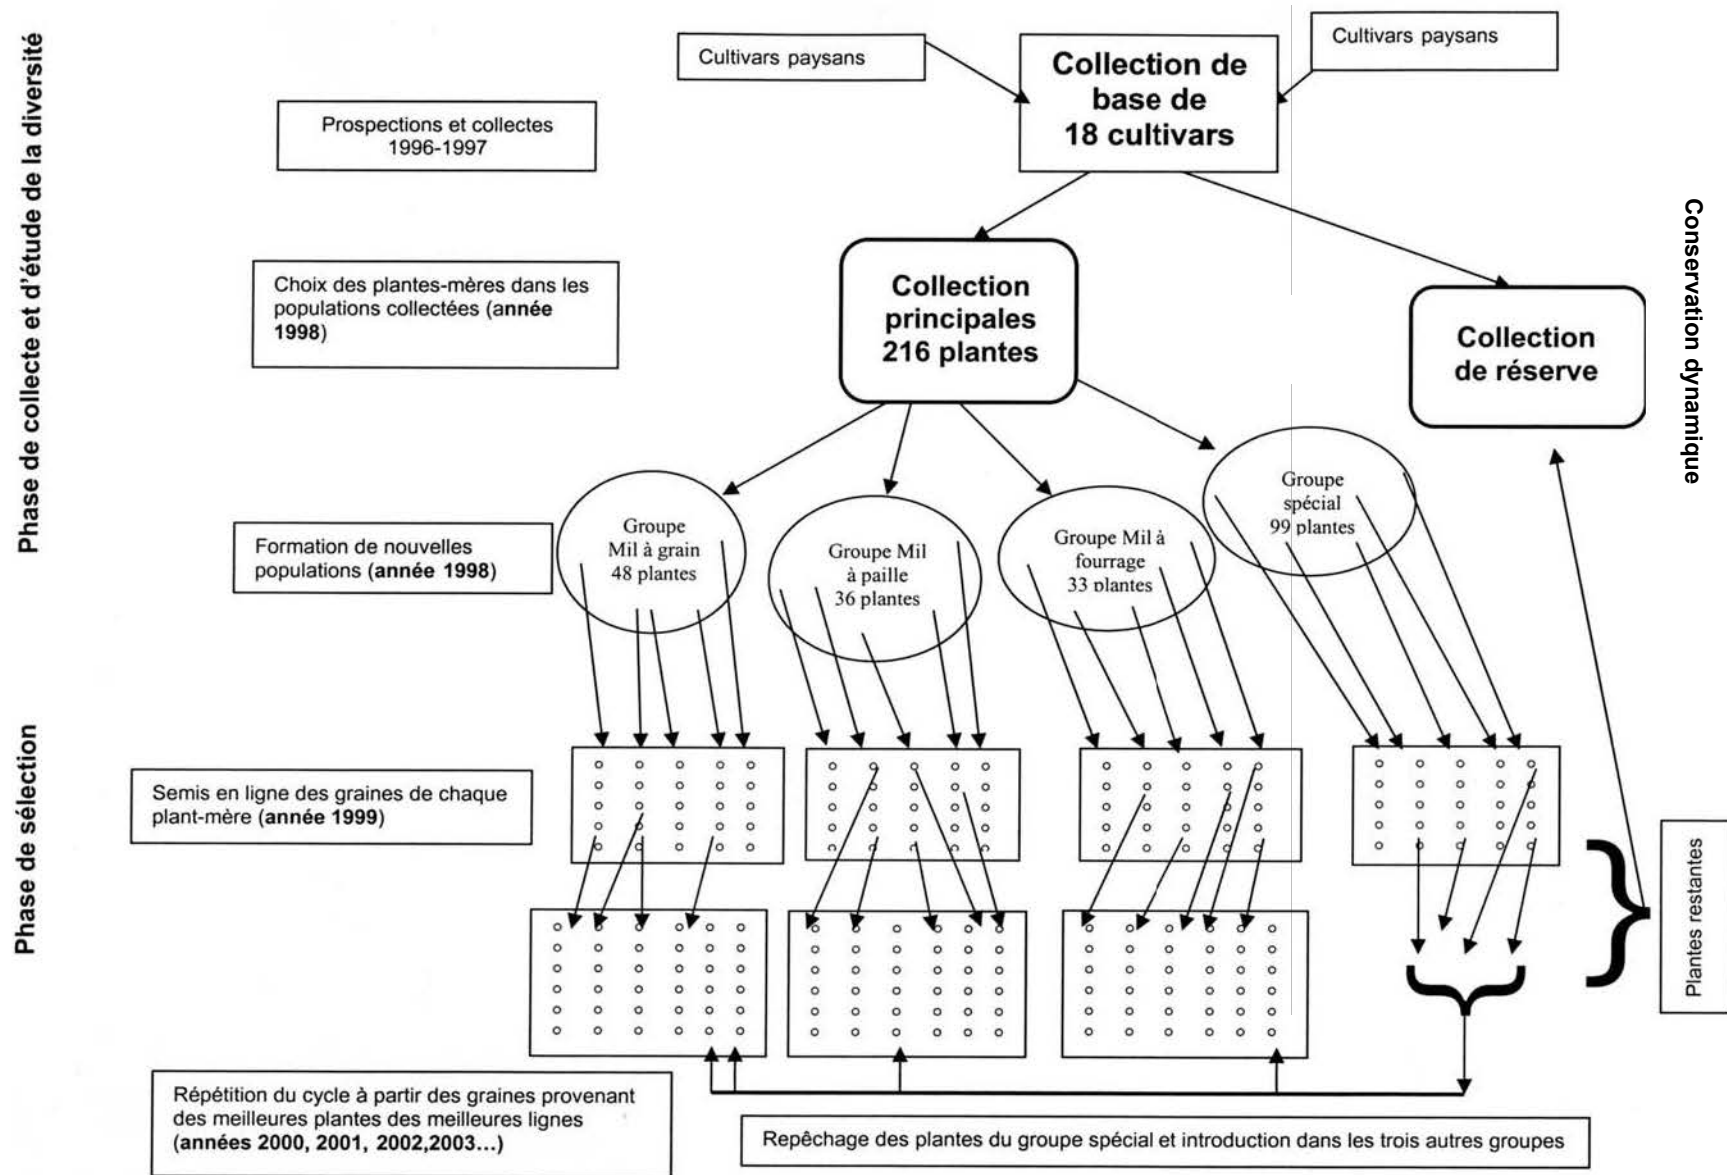 Phase de collecte et d'étude de la diversité
Phase de sélection
Conservation dynamique
Cultivars paysans
Cultivars paysans
Collection de
base de
18 cultivars
Prospections et collectes
1996-1997
Choix des plantes-mères dans les
populations collectées (année
1998)
Collection
principales
216 plantes
Collection
de réserve
Formation de nouvelles
populations (année 1998)
Groupe
Mil à grain
48 plantes
Groupe Mil
à paille
36 plantes
Groupe Mil à
fourrage
33 plantes
Groupe
spécial
99 plantes
Semis en ligne des graines de chaque
plant-mère (année 1999)
Plantes restantes
Répétition du cycle à partir des graines provenant
des meilleures plantes des meilleures lignes
(années 2000, 2001, 2002,2003...)
Repêchage des plantes du groupe spécial et introduction dans les trois autres groupes